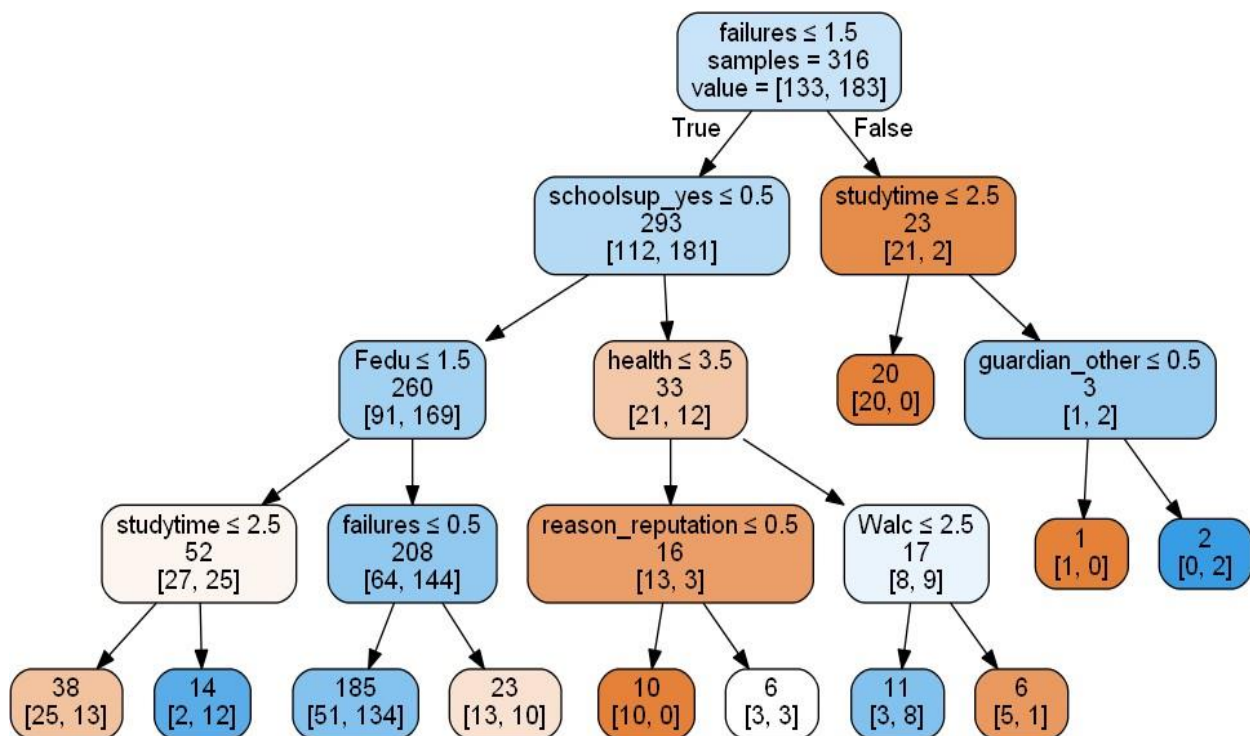 failures ≤ 1.5
samples = 316
value = [133, 183]
True
False
schoolsup_yes ≤ 0.5
293
[112, 181]
studytime ≤ 2.5
23
[21, 2]
Fedu ≤ 1.5
260
[91, 169]
health ≤ 3.5
33
[21, 12]
20
[20, 0]
guardian_other ≤ 0.5
3
[1, 2]
studytime ≤ 2.5
52
[27, 25]
failures ≤ 0.5
208
[64, 144]
reason_reputation ≤ 0.5
16
[13, 3]
Walc ≤ 2.5
17
[8, 9]
1
[1, 0]
2
[0, 2]
38
[25, 13]
14
[2, 12]
185
[51, 134]
23
[13, 10]
10
[10, 0]
6
[3, 3]
11
[3, 8]
6
[5, 1]